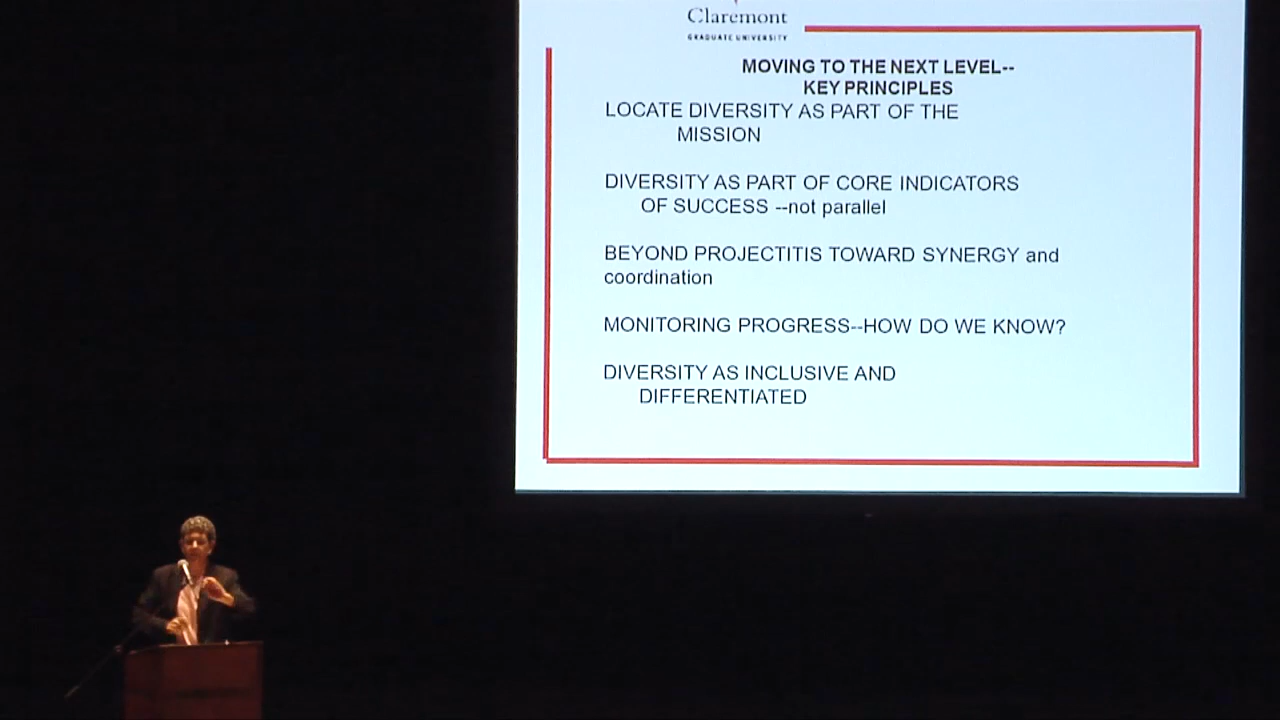 Claremont
GRADUATE UNIVERSITY
MOVING TO THE NEXT LEVEL--
KEY PRINCIPLES
LOCATE DIVERSITY AS PART OF THE
MISSION
DIVERSITY AS PART OF CORE INDICATORS
OF SUCCESS --not parallel
BEYOND PROJECTITIS TOWARD SYNERGY and
coordination
MONITORING PROGRESS--HOW DO WE KNOW?
DIVERSITY AS INCLUSIVE AND
DIFFERENTIATED